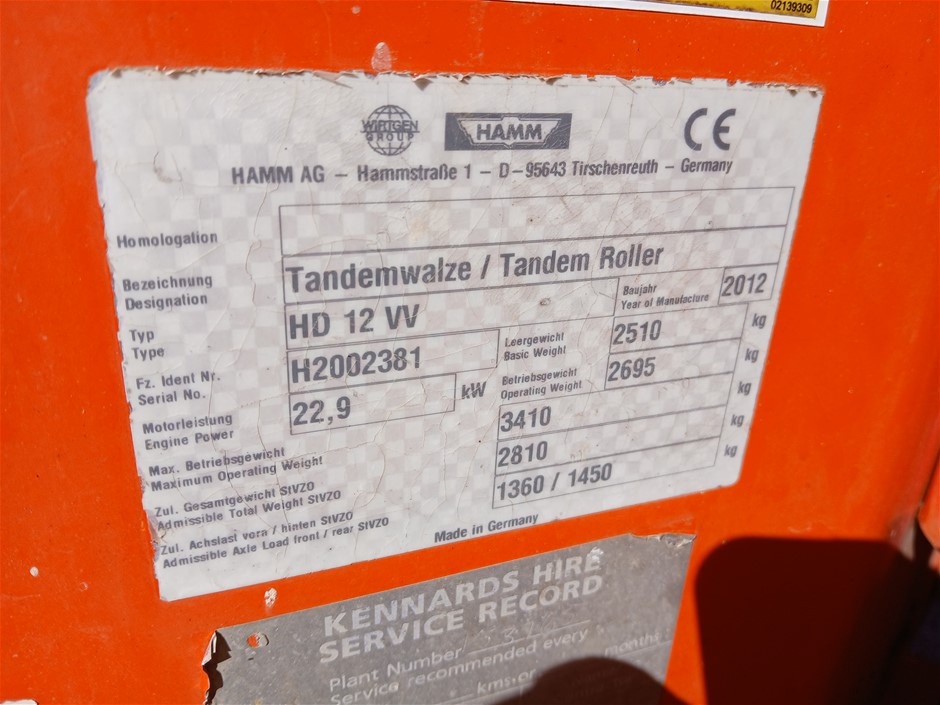 02139309
WIRTGEN
GROUP
HAMM
CE
HAMM AG – Hammstraße 1 – D–95643 Tirschenreuth – Germany
Homologation
Bezeichnung
Designation
Tandemwalze / Tandem Roller
Typ
Type
HD 12 VV
Baujahr
Year of Manufacture
2012
Fz. Ident Nr.
Serial No.
H2002381
Leergewicht
Basic Weight
2510 kg
Motorleistung
Engine Power
22,9 kW
Betriebsgewicht
Operating Weight
2695 kg
Max. Betriebsgewicht
Maximum Operating Weight
3410 kg
Zul. Gesamtgewicht StVZO
Admissible Total Weight StVZO
2810 kg
Zul. Achslast vorn / hinten StVZO
Admissible Axle Load front / rear StVZO
1360 / 1450 kg
Made in Germany
KENNARDS HIRE
SERVICE RECORD
Plant Number
Service recommended every months
kms or